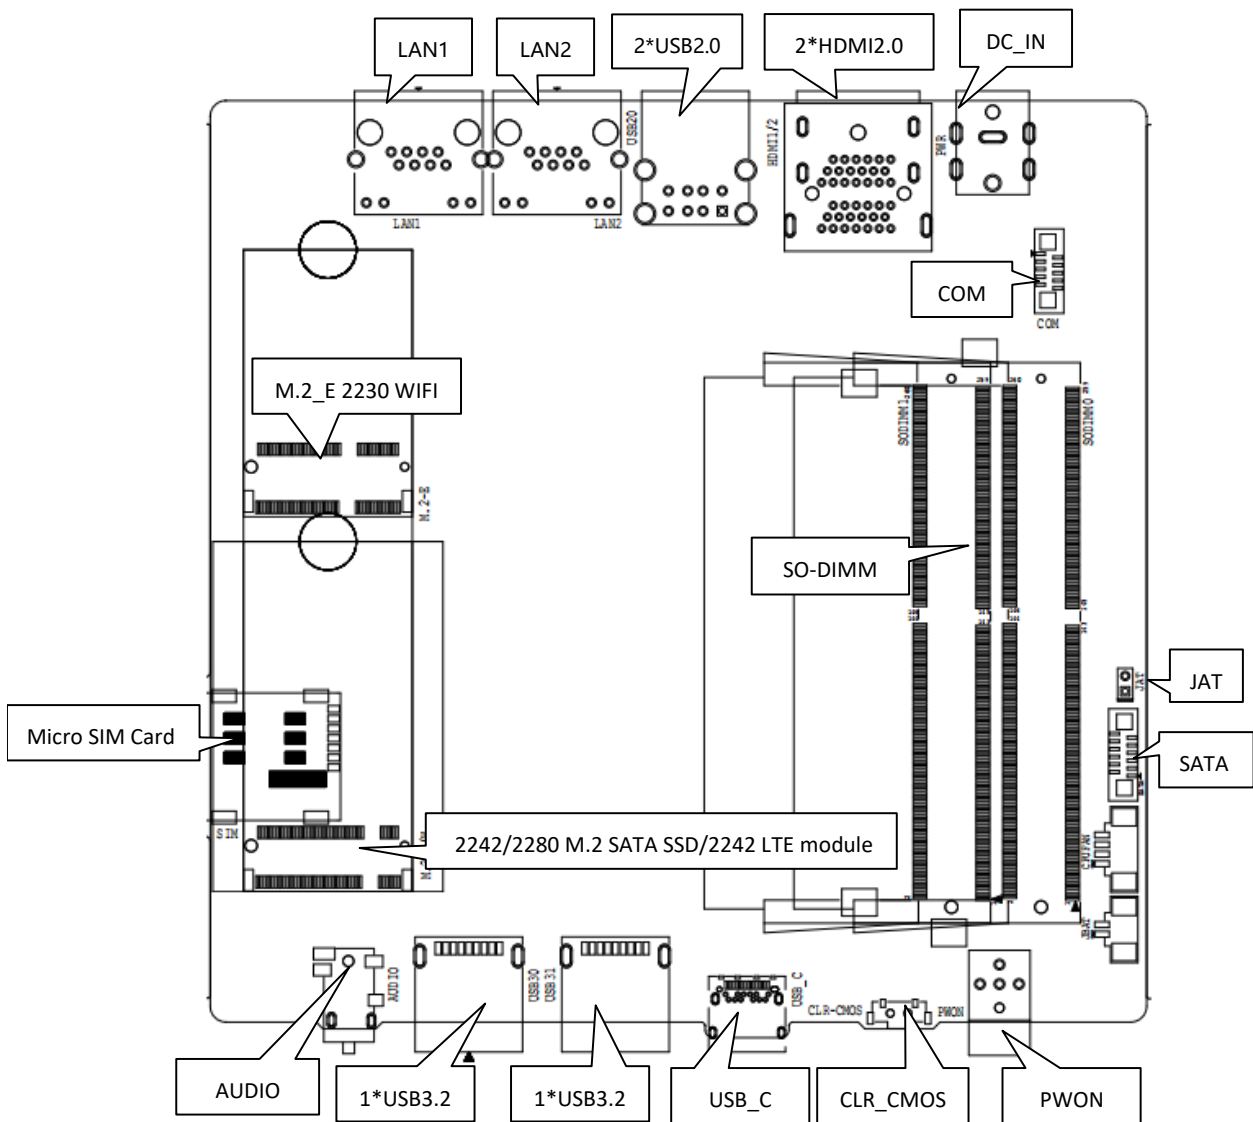 LAN1
LAN2
2*USB2.0
2*HDMI2.0
DC_IN
USB20
HDMI1/2
PWR
LAN1
LAN2
COM
COM
M.2_E 2230 WIFI
M.2-E
SODIMM1
SODIMM0
SO-DIMM
JAT
JAT
Micro SIM Card
SATA
SIM
2242/2280 M.2 SATA SSD/2242 LTE module
CPUFAN
JBAT
AUDIO
USB30
USB31
USB_C
CLR-CMOS
PWON
AUDIO
1*USB3.2
1*USB3.2
USB_C
CLR_CMOS
PWON